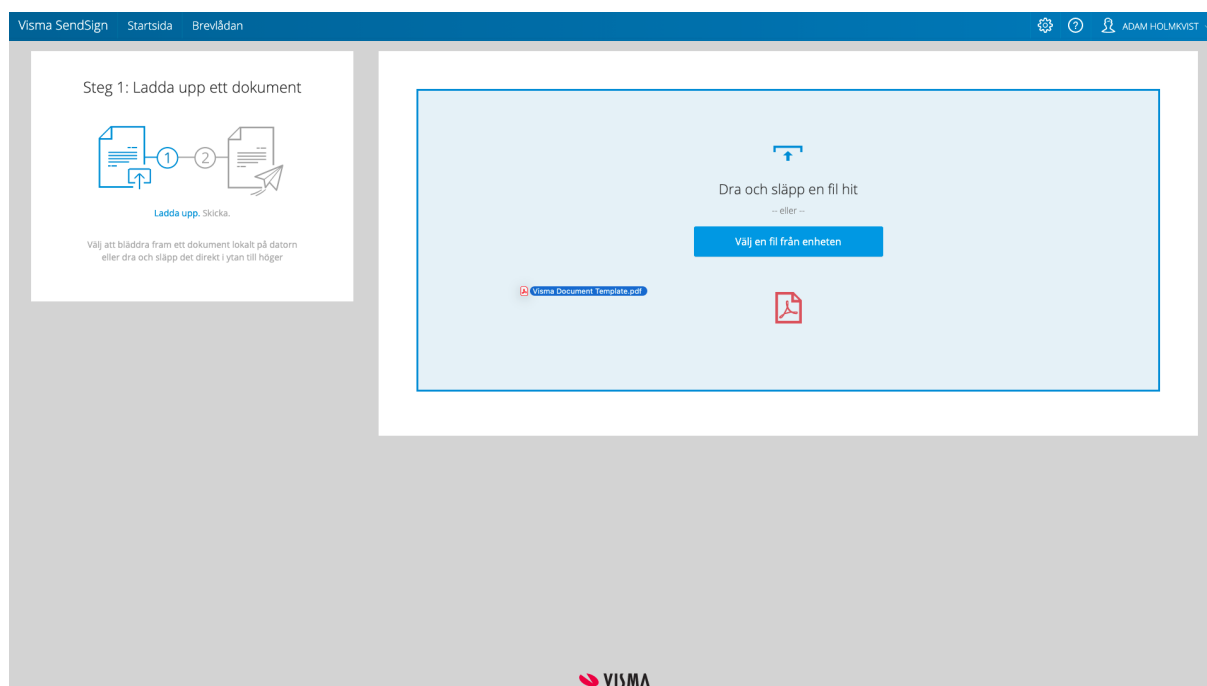 Visma SendSign Startsida Brevlådan ADAM HOLMKVIST
Steg 1: Ladda upp ett dokument
1 2
Ladda upp. Skicka.
Välj att bläddra fram ett dokument lokalt på datorn
eller dra och släpp det direkt i ytan till höger
Dra och släpp en fil hit
-- eller --
Välj en fil från enheten
Visma Document Template.pdf
VISMA